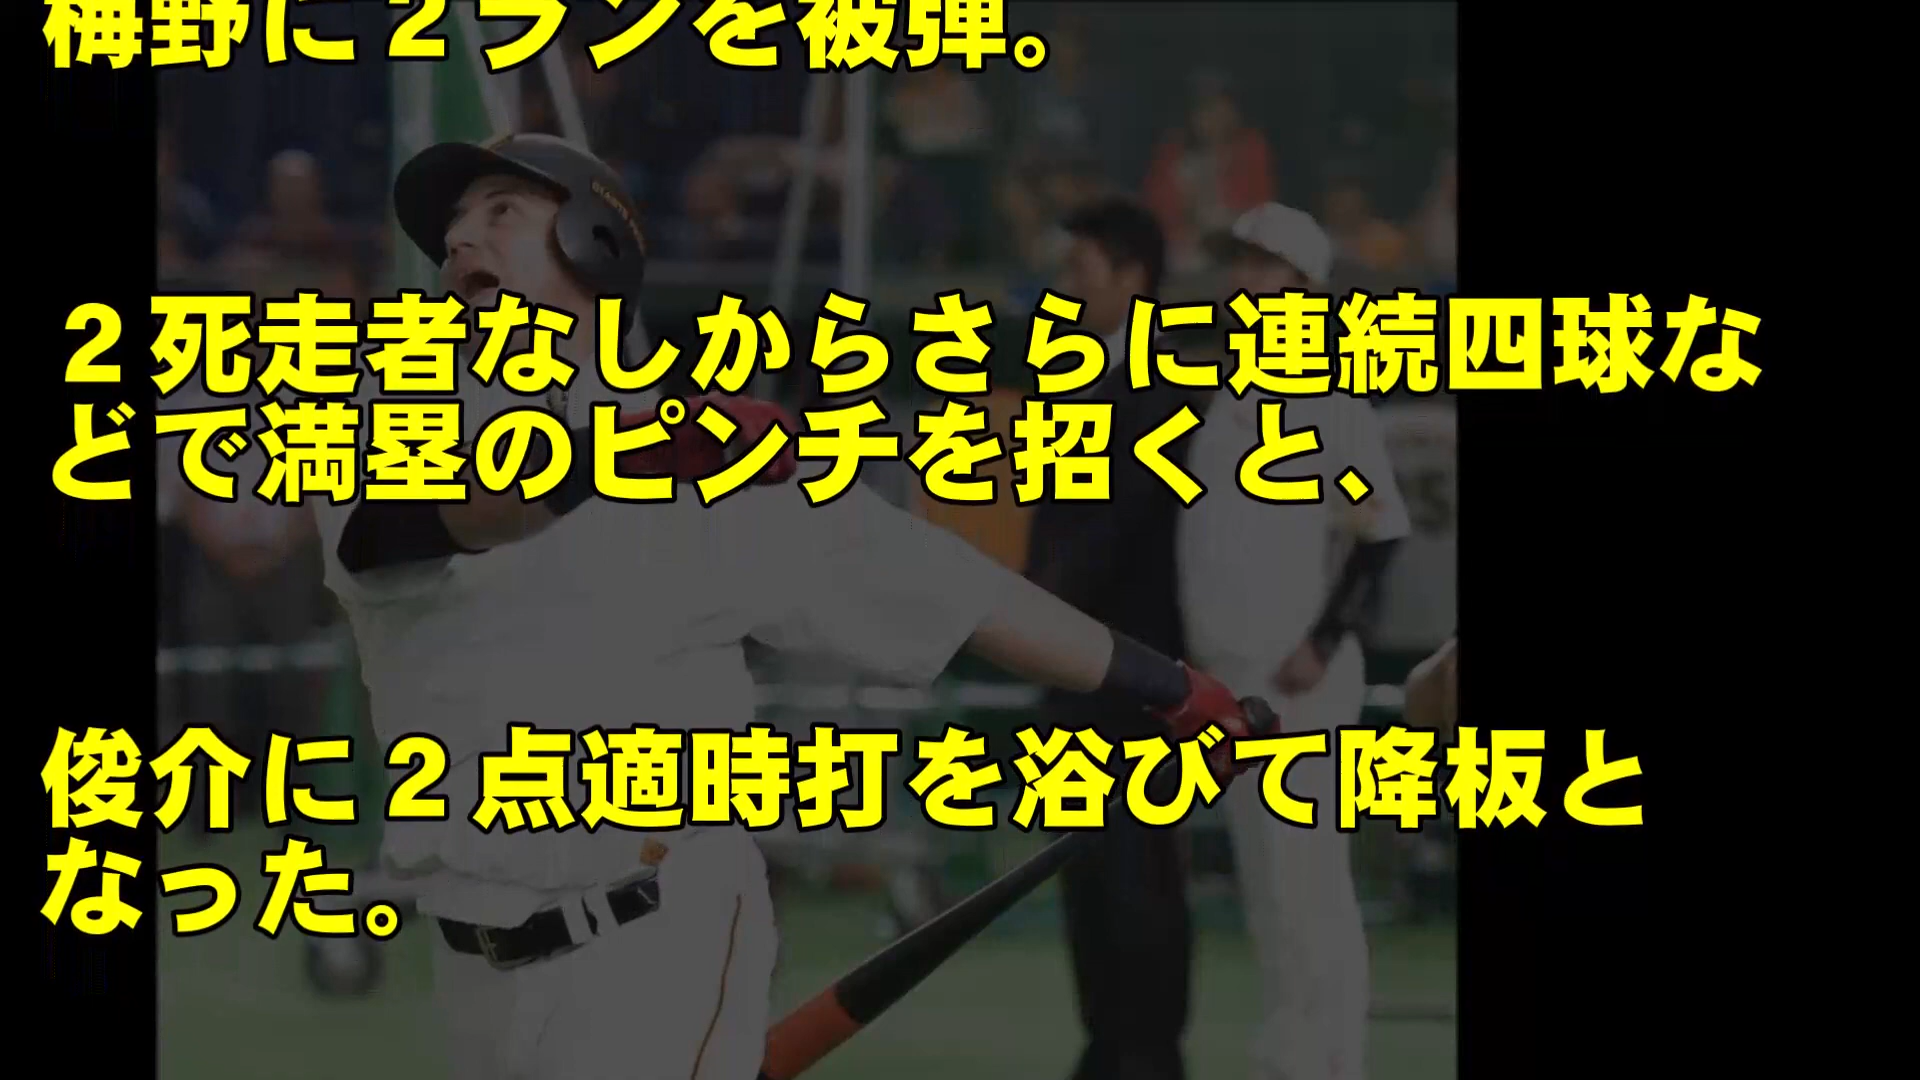 梅野に２ランを被弾。
２死走者なしからさらに連続四球な
どで満塁のピンチを招くと、
俊介に２点適時打を浴びて降板と
なった。
GIANTS